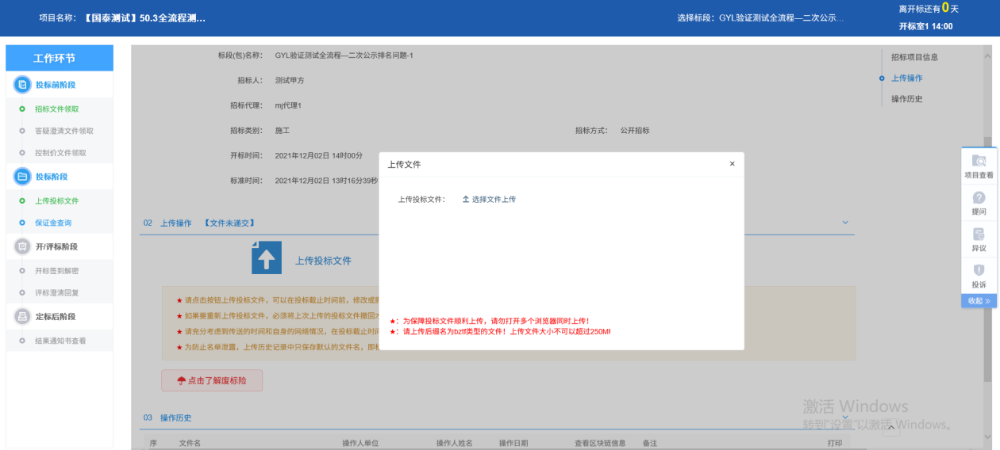 项目名称：【国泰测试】50.3全流程测...
选择标段：GYL验证测试全流程—二次公示...
离开标还有0天
开标室1 14:00
工作环节
投标前阶段
招标文件领取
答疑澄清文件领取
控制价文件领取
投标阶段
上传投标文件
保证金查询
开/评标阶段
开标签到解密
评标澄清回复
定标后阶段
结果通知书查看
标段(包)名称： GYL验证测试全流程—二次公示排名问题-1
招标人： 测试甲方
招标代理： mj代理1
招标类别： 施工 招标方式： 公开招标
开标时间： 2021年12月02日 14时00分
标准时间： 2021年12月02日 13时16分39秒
02 上传操作 【文件未递交】
上传投标文件
★ 请点击按钮上传投标文件，可以在投标截止时间前，修改或
★ 如果要重新上传投标文件，必须将上次上传的投标文件撤回
★ 请充分考虑到传送的时间和自身的网络情况，在投标截止时
★ 为防止名单泄露，上传历史记录中只保存默认的文件名，即
点击了解废标险
03 操作历史
序 文件名 操作人单位 操作人姓名 操作日期 查看区块链信息 备注 打印
上传文件 ×
上传投标文件： 选择文件上传
★：为保障投标文件顺利上传，请勿打开多个浏览器同时上传！
★：请上传后缀名为bztf类型的文件！上传文件大小不可以超过250M!
招标项目信息
上传操作
操作历史
项目查看
提问
异议
投诉
收起 »
激活 Windows
转到"设置"以激活 Windows。